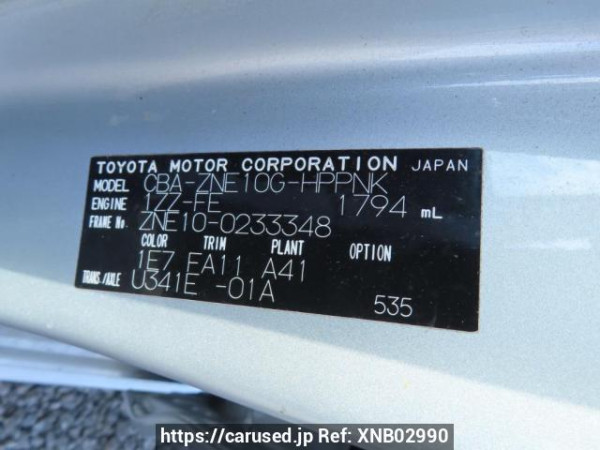 TOYOTA MOTOR CORPORATION JAPAN
MODEL CBA-ZNE10G-HPPNK
ENGINE 1ZZ-FE 1794 mL
FRAME No. ZNE10-0233348
COLOR TRIM PLANT OPTION
1E7 FA11 A41
TRANS./AXLE U341E -01A
535
https://carused.jp Ref: XNB02990